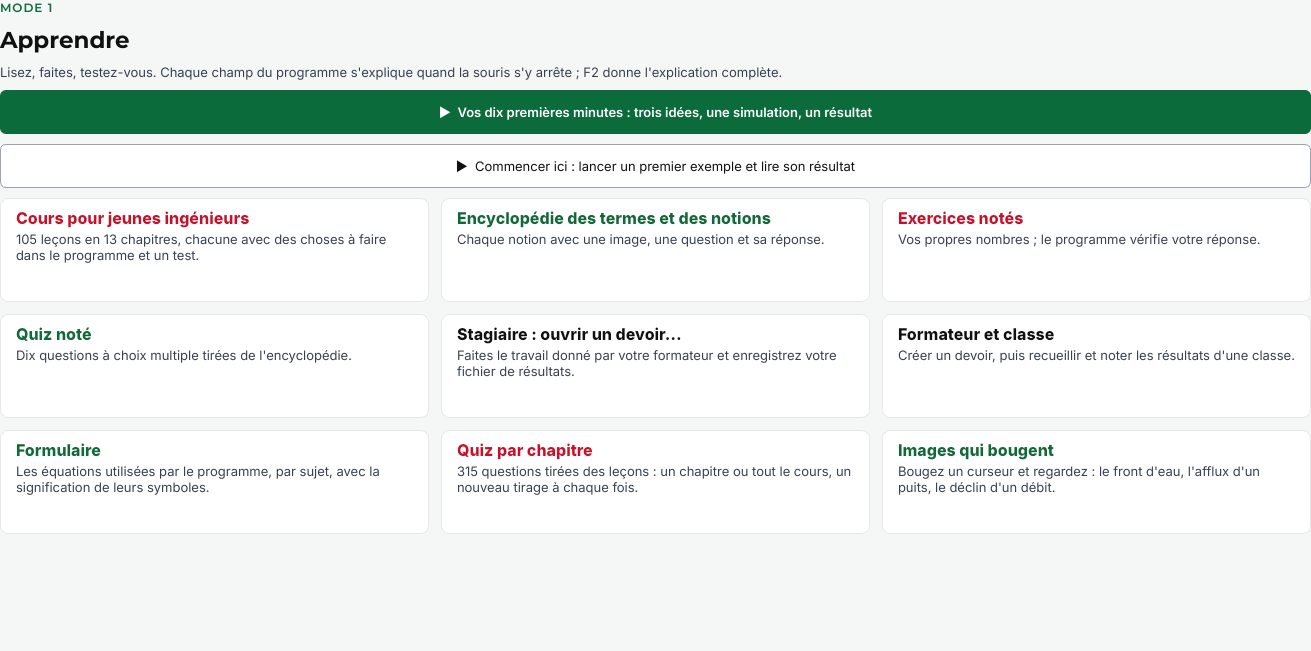 MODE 1
Apprendre
Lisez, faites, testez-vous. Chaque champ du programme s'explique quand la souris s'y arrête ; F2 donne l'explication complète.
▶ Vos dix premières minutes : trois idées, une simulation, un résultat
▶ Commencer ici : lancer un premier exemple et lire son résultat
Cours pour jeunes ingénieurs
105 leçons en 13 chapitres, chacune avec des choses à faire
dans le programme et un test.
Encyclopédie des termes et des notions
Chaque notion avec une image, une question et sa réponse.
Exercices notés
Vos propres nombres ; le programme vérifie votre réponse.
Quiz noté
Dix questions à choix multiple tirées de l'encyclopédie.
Stagiaire : ouvrir un devoir...
Faites le travail donné par votre formateur et enregistrez votre
fichier de résultats.
Formateur et classe
Créer un devoir, puis recueillir et noter les résultats d'une classe.
Formulaire
Les équations utilisées par le programme, par sujet, avec la
signification de leurs symboles.
Quiz par chapitre
315 questions tirées des leçons : un chapitre ou tout le cours, un
nouveau tirage à chaque fois.
Images qui bougent
Bougez un curseur et regardez : le front d'eau, l'afflux d'un
puits, le déclin d'un débit.